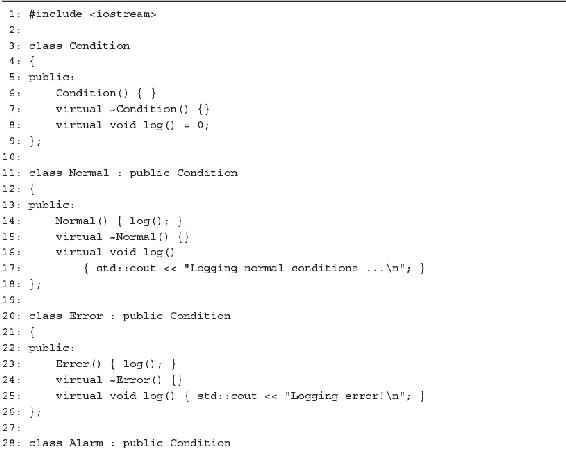 1: #include <iostream>
2:
3: class Condition
4: {
5: public:
6:     Condition() { }
7:     virtual ~Condition() {}
8:     virtual void log() = 0;
9: };
10:
11: class Normal : public Condition
12: {
13: public:
14:     Normal() { log(); }
15:     virtual ~Normal() {}
16:     virtual void log()
17:         { std::cout << "Logging normal conditions ...\n"; }
18: };
19:
20: class Error : public Condition
21: {
22: public:
23:     Error() { log(); }
24:     virtual ~Error() {}
25:     virtual void log() { std::cout << "Logging error!\n"; }
26: };
27:
28: class Alarm : public Condition